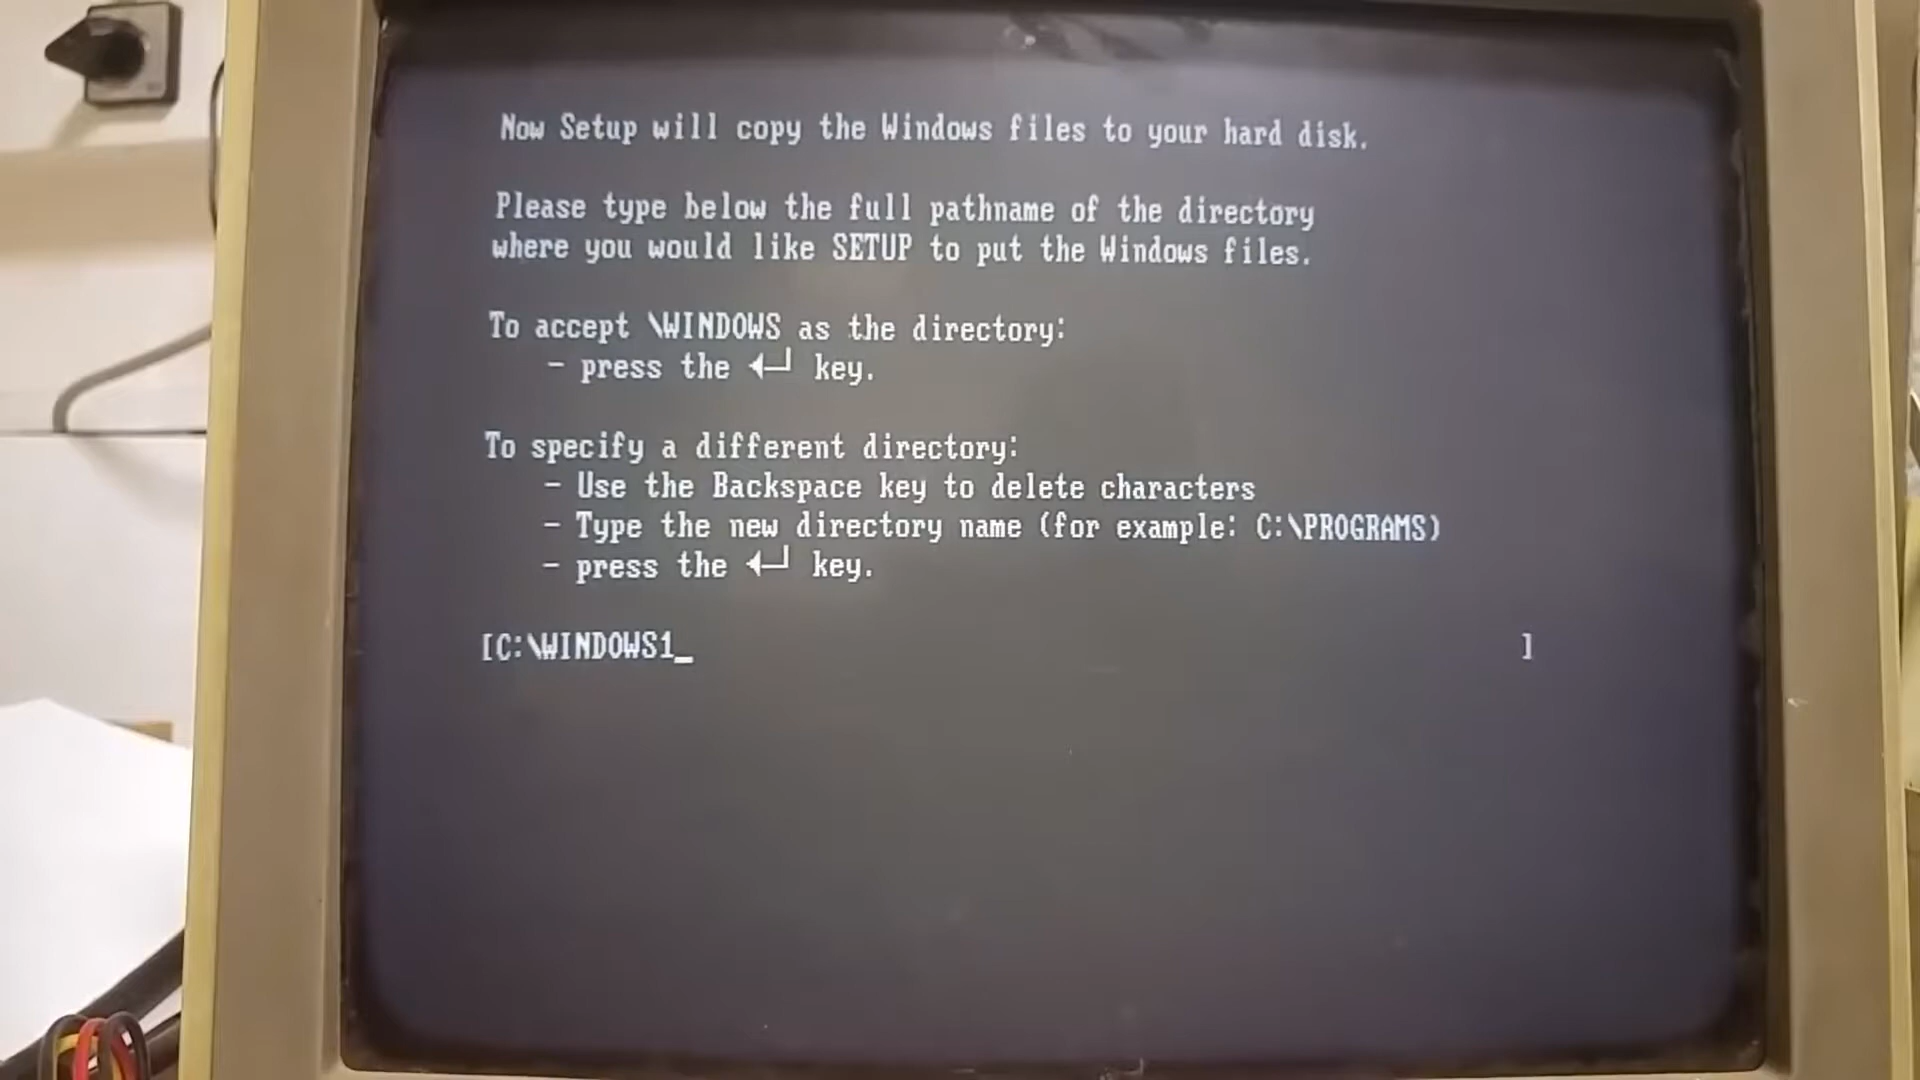 Now Setup will copy the Windows files to your hard disk.
Please type below the full pathname of the directory
where you would like SETUP to put the Windows files.
To accept \WINDOWS as the directory:
- press the ◄─┘ key.
To specify a different directory:
- Use the Backspace key to delete characters
- Type the new directory name (for example: C:\PROGRAMS)
- press the ◄─┘ key.
[C:\WINDOWS1_ ]